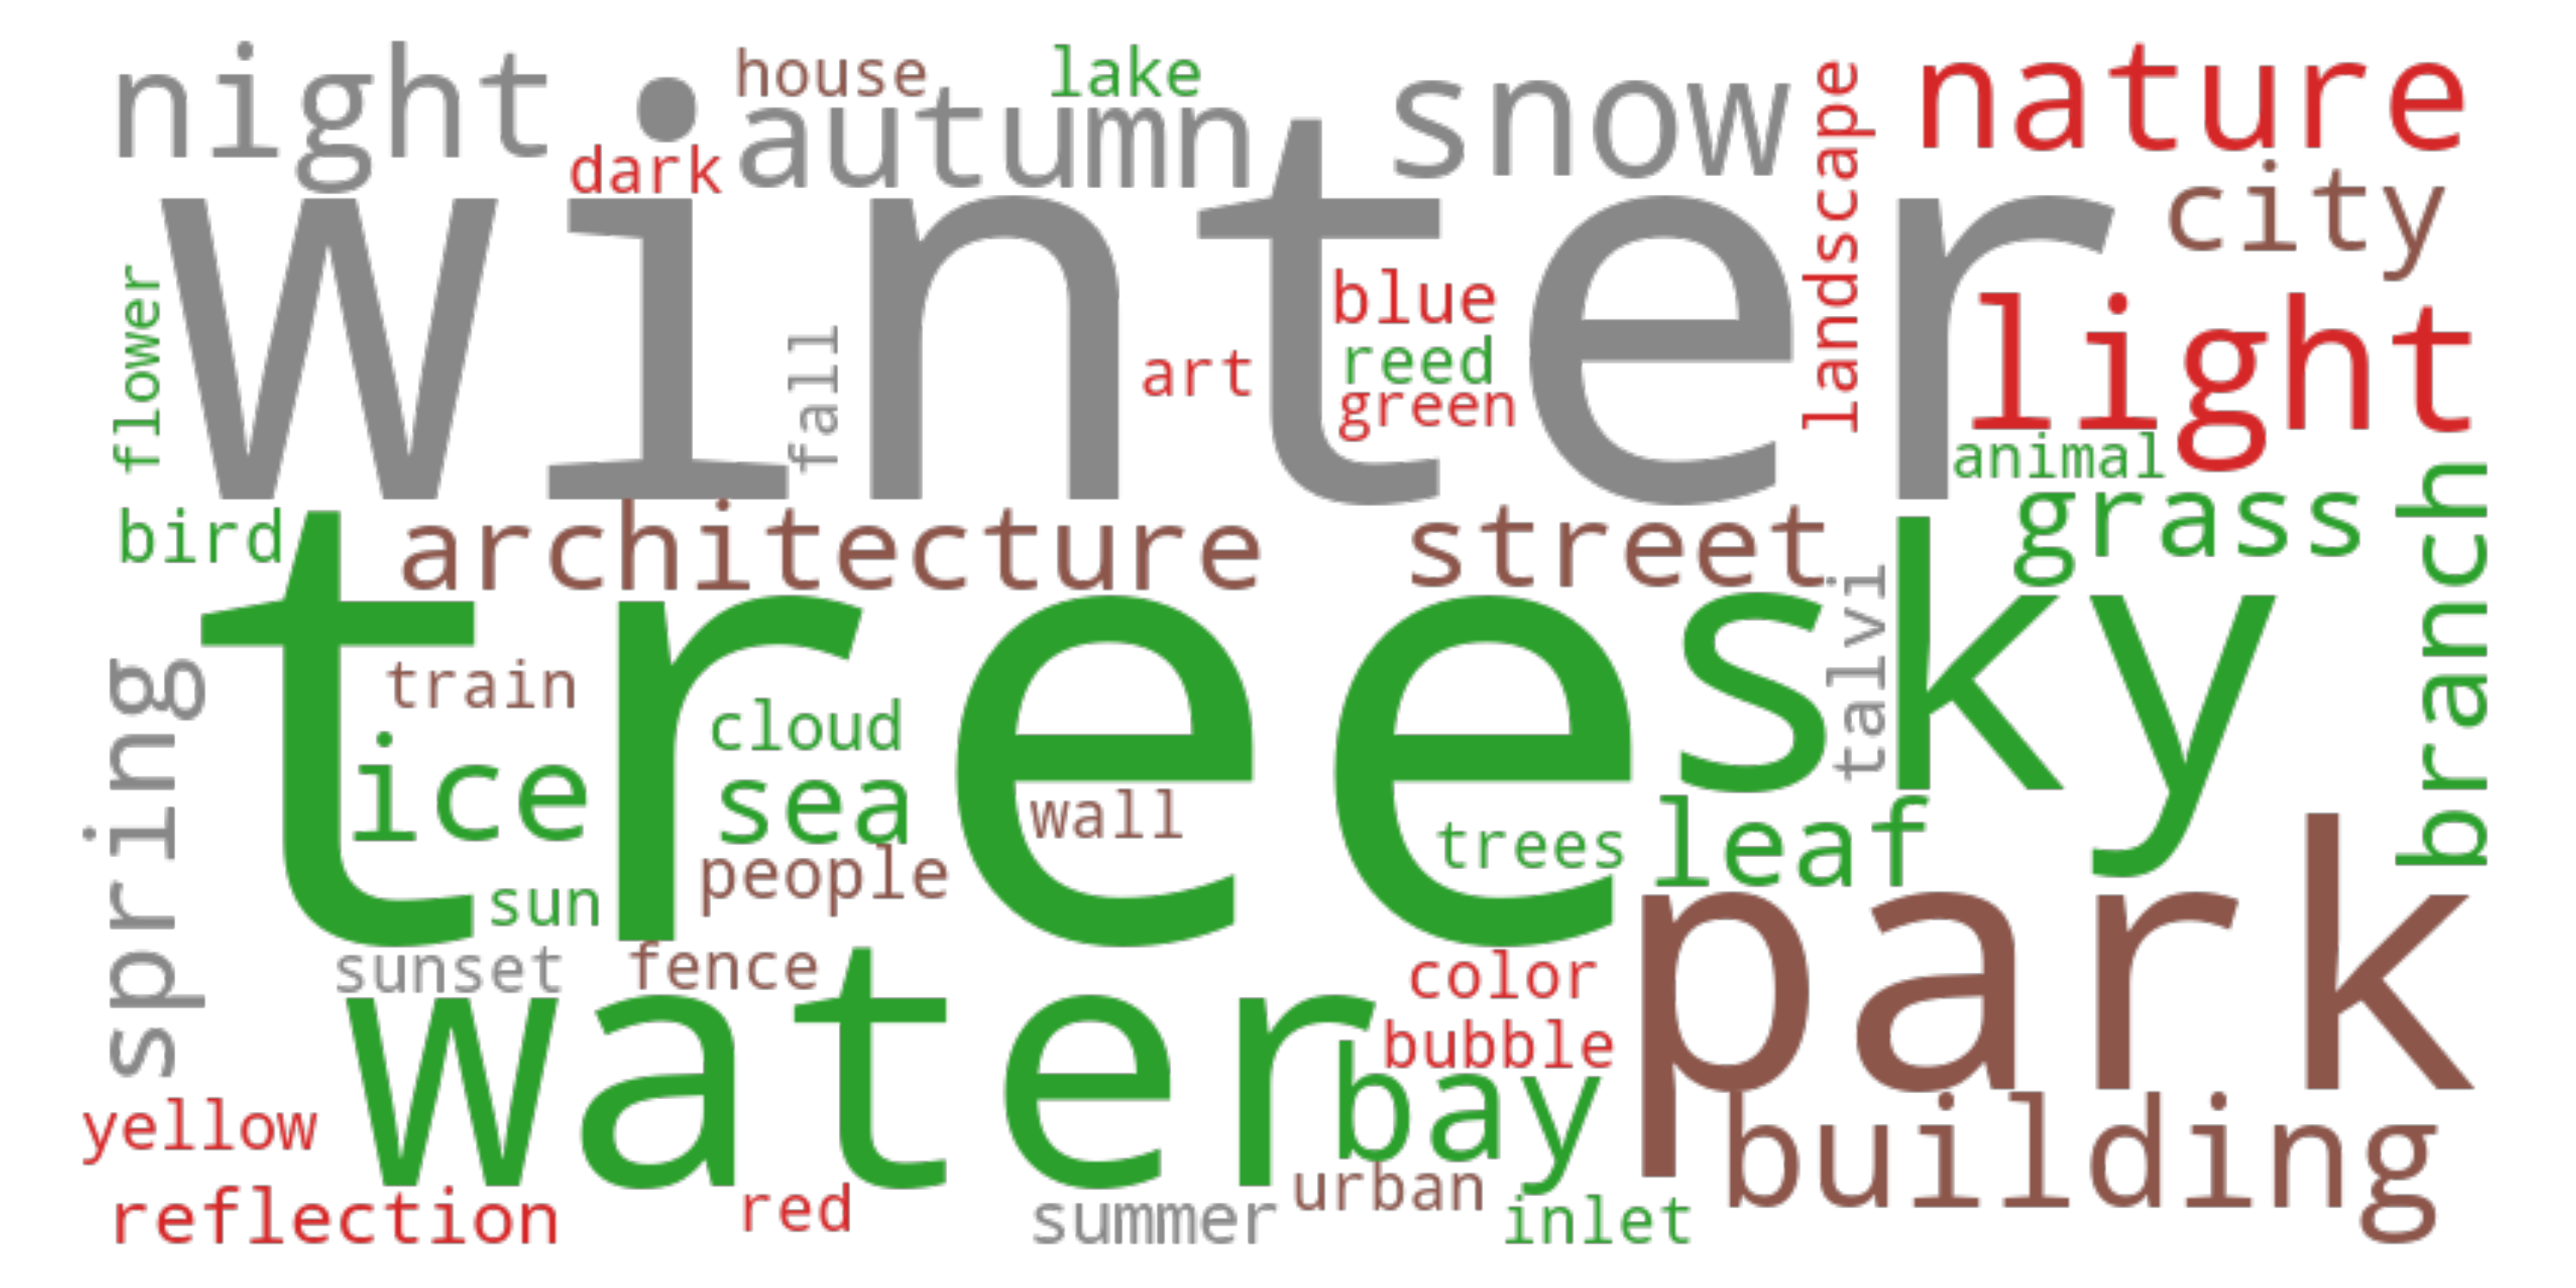 night
house
lake
autumn
snow
landscape
nature
dark
city
winter
flower
fall
blue
reed
green
art
light
animal
grass
branch
bird
architecture
street
talvi
tree
sky
spring
train
cloud
ice
sea
wall
people
trees
leaf
sun
sunset
fence
color
park
water
bubble
bay
building
yellow
reflection
red
summer
urban
inlet